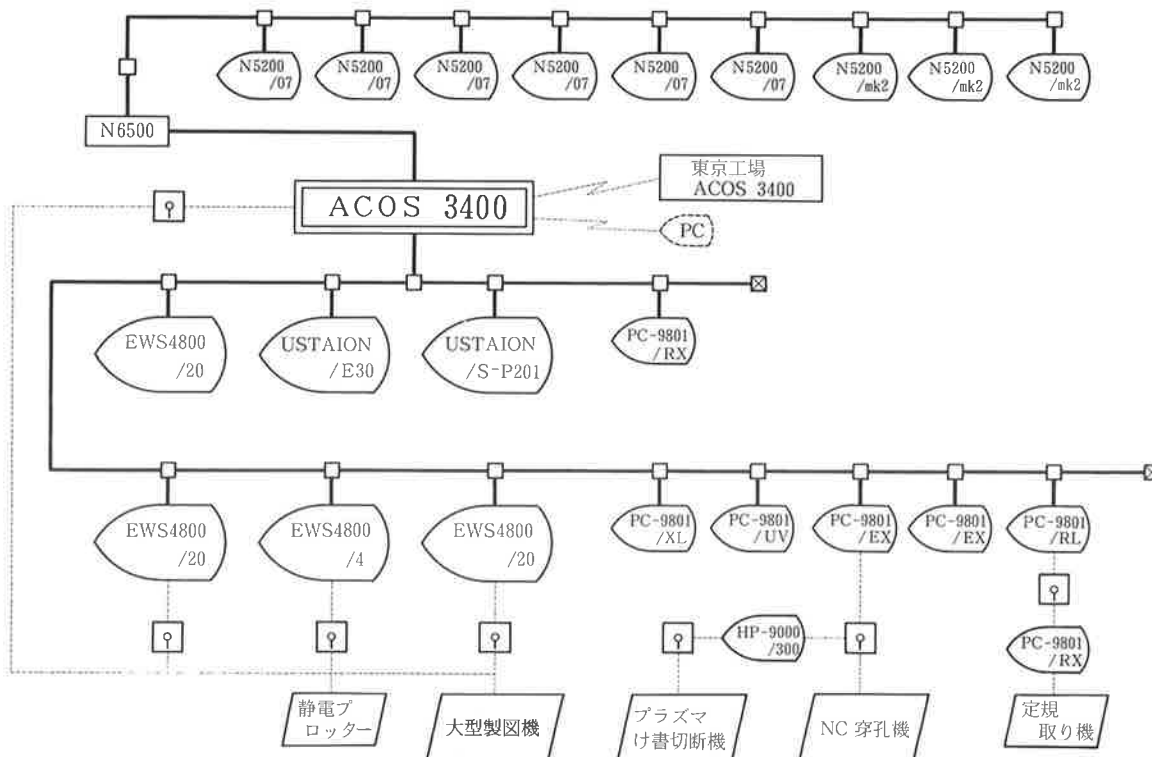 N5200
/07
N5200
/07
N5200
/07
N5200
/07
N5200
/07
N5200
/07
N5200
/mk2
N5200
/mk2
N5200
/mk2
N6500
ACOS 3400
東京工場
ACOS 3400
PC
EWS4800
/20
USTAION
/E30
USTAION
/S-P201
PC-9801
/RX
EWS4800
/20
EWS4800
/4
EWS4800
/20
PC-9801
/XL
PC-9801
/UV
PC-9801
/EX
PC-9801
/EX
PC-9801
/RL
HP-9000
/300
PC-9801
/RX
静電プ
ロッター
大型製図機
プラズマ
け書切断機
NC 穿孔機
定規
取り機